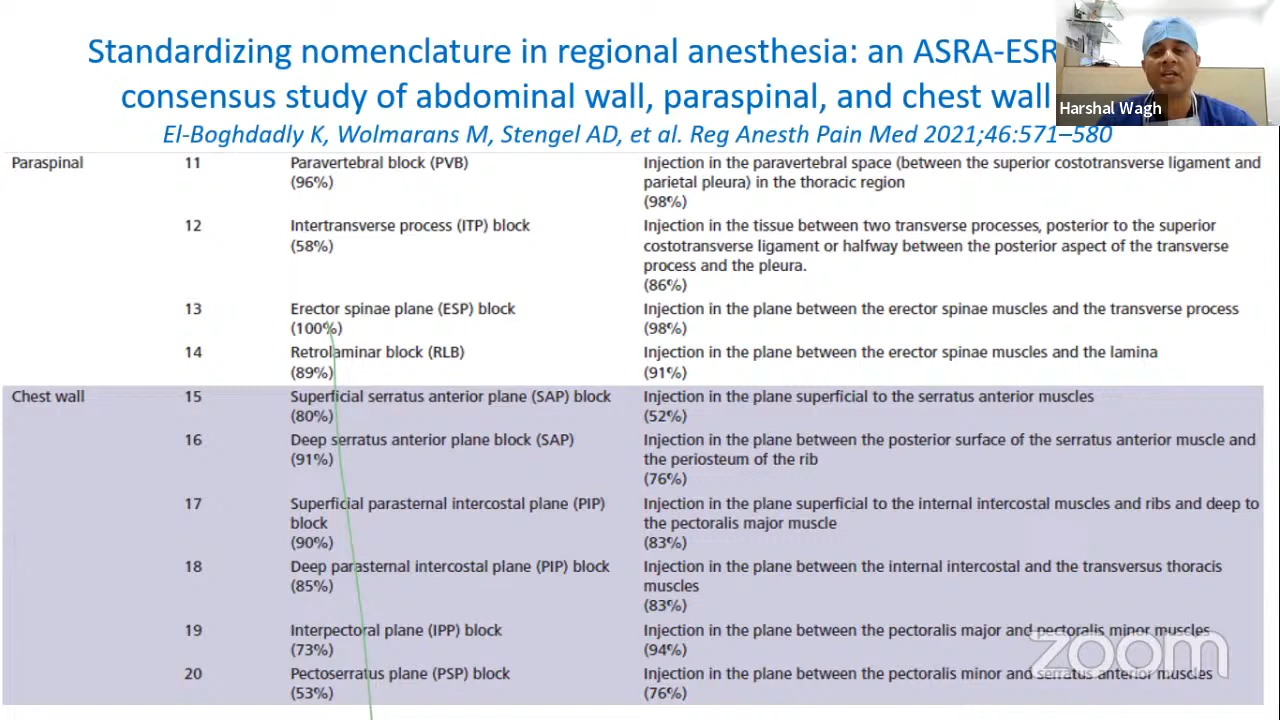 Standardizing nomenclature in regional anesthesia: an ASRA-ESR
consensus study of abdominal wall, paraspinal, and chest wall
El-Boghdadly K, Wolmarans M, Stengel AD, et al. Reg Anesth Pain Med 2021;46:571–580
Harshal Wagh
Paraspinal 11 Paravertebral block (PVB) Injection in the paravertebral space (between the superior costotransverse ligament and
(96%) parietal pleura) in the thoracic region
(98%)
12 Intertransverse process (ITP) block Injection in the tissue between two transverse processes, posterior to the superior
(58%) costotransverse ligament or halfway between the posterior aspect of the transverse
process and the pleura.
(86%)
13 Erector spinae plane (ESP) block Injection in the plane between the erector spinae muscles and the transverse process
(100%) (98%)
14 Retrolaminar block (RLB) Injection in the plane between the erector spinae muscles and the lamina
(89%) (91%)
Chest wall 15 Superficial serratus anterior plane (SAP) block Injection in the plane superficial to the serratus anterior muscles
(80%) (52%)
16 Deep serratus anterior plane block (SAP) Injection in the plane between the posterior surface of the serratus anterior muscle and
(91%) the periosteum of the rib
(76%)
17 Superficial parasternal intercostal plane (PIP) Injection in the plane superficial to the internal intercostal muscles and ribs and deep to
block the pectoralis major muscle
(90%) (83%)
18 Deep parasternal intercostal plane (PIP) block Injection in the plane between the internal intercostal and the transversus thoracis
(85%) muscles
(83%)
19 Interpectoral plane (IPP) block Injection in the plane between the pectoralis major and pectoralis minor muscles
(73%) (94%)
20 Pectoserratus plane (PSP) block Injection in the plane between the pectoralis minor and serratus anterior muscles
(53%) (76%)
zoom